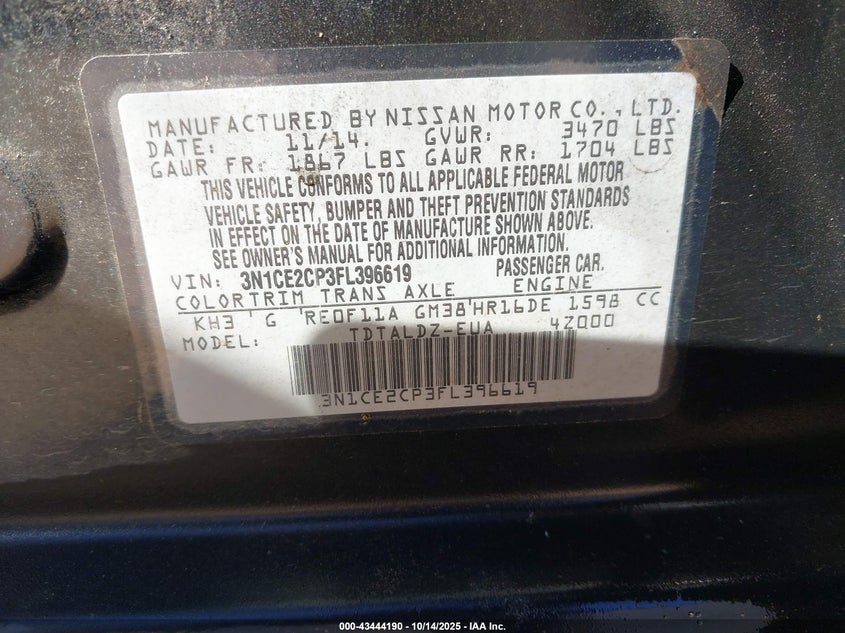 MANUFACTURED BY NISSAN MOTOR CO., LTD.
DATE: 11/14. GVWR: 3470 LBS
GAWR FR: 1867 LBS GAWR RR: 1704 LBS
THIS VEHICLE CONFORMS TO ALL APPLICABLE FEDERAL MOTOR
VEHICLE SAFETY, BUMPER AND THEFT PREVENTION STANDARDS
IN EFFECT ON THE DATE OF MANUFACTURE SHOWN ABOVE.
SEE OWNER'S MANUAL FOR ADDITIONAL INFORMATION.
VIN: 3N1CE2CP3FL396619 PASSENGER CAR.
COLOR TRIM TRANS AXLE ENGINE
KH3 G RE0F11A GM38 HR16DE 1598 CC
MODEL: TDTALDZ-EUA 4Z000
3N1CE2CP3FL396619
000-43444190 - 10/14/2025 - IAA Inc.